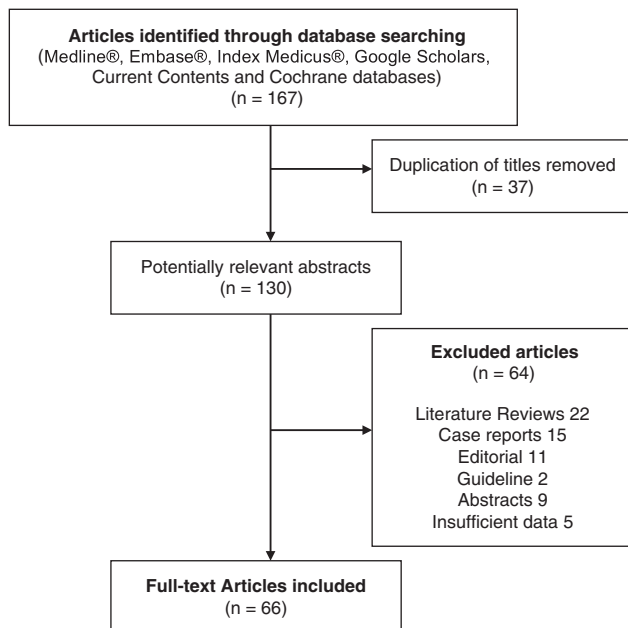 Articles identified through database searching
(Medline®, Embase®, Index Medicus®, Google Scholars,
Current Contents and Cochrane databases)
(n = 167)
Duplication of titles removed
(n = 37)
Potentially relevant abstracts
(n = 130)
Excluded articles
(n = 64)
Literature Reviews 22
Case reports 15
Editorial 11
Guideline 2
Abstracts 9
Insufficient data 5
Full-text Articles included
(n = 66)